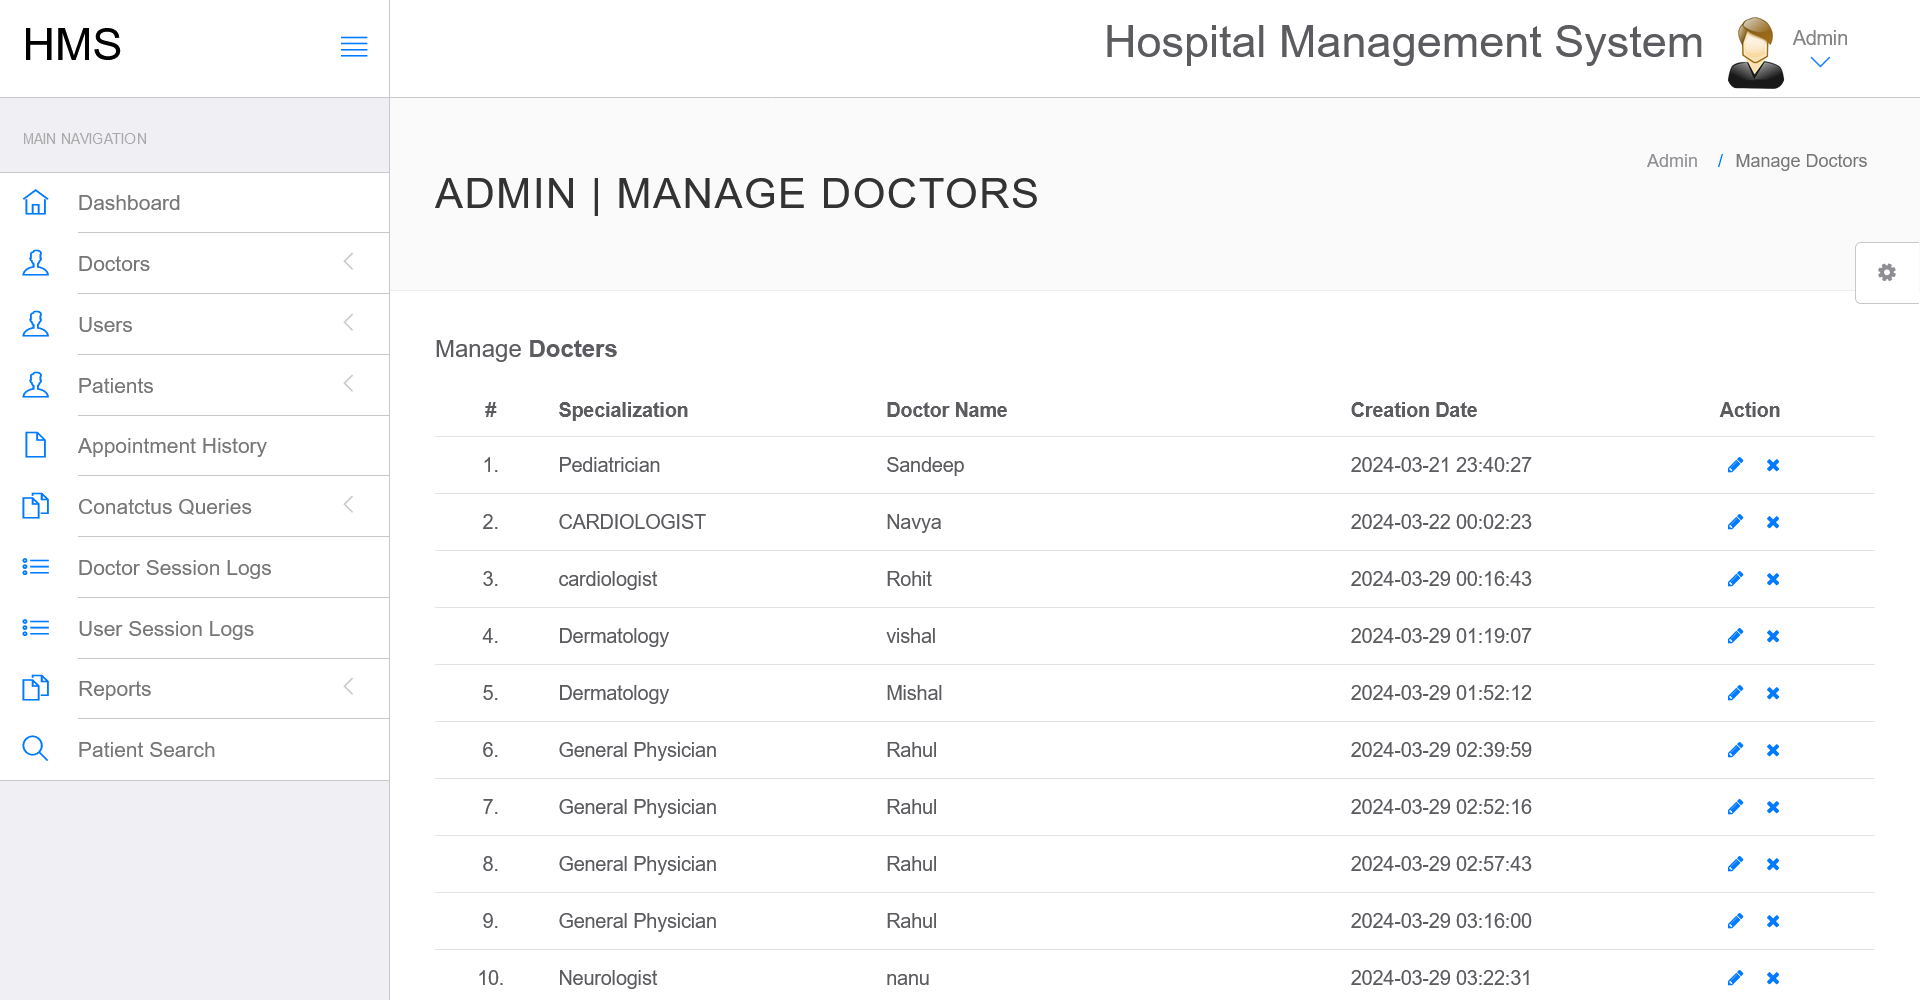 HMS
Hospital Management System
Admin
MAIN NAVIGATION
Dashboard
Doctors
Users
Patients
Appointment History
Conatctus Queries
Doctor Session Logs
User Session Logs
Reports
Patient Search
ADMIN | MANAGE DOCTORS
Admin / Manage Doctors
Manage Docters
# Specialization Doctor Name Creation Date Action
1. Pediatrician Sandeep 2024-03-21 23:40:27
2. CARDIOLOGIST Navya 2024-03-22 00:02:23
3. cardiologist Rohit 2024-03-29 00:16:43
4. Dermatology vishal 2024-03-29 01:19:07
5. Dermatology Mishal 2024-03-29 01:52:12
6. General Physician Rahul 2024-03-29 02:39:59
7. General Physician Rahul 2024-03-29 02:52:16
8. General Physician Rahul 2024-03-29 02:57:43
9. General Physician Rahul 2024-03-29 03:16:00
10. Neurologist nanu 2024-03-29 03:22:31